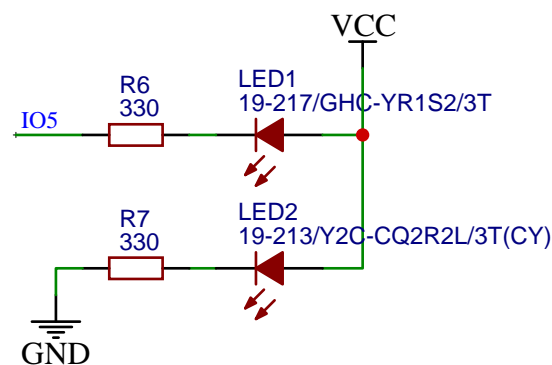 VCC
R6
330
LED1
19-217/GHC-YR1S2/3T
IO5
R7
330
LED2
19-213/Y2C-CQ2R2L/3T(CY)
GND